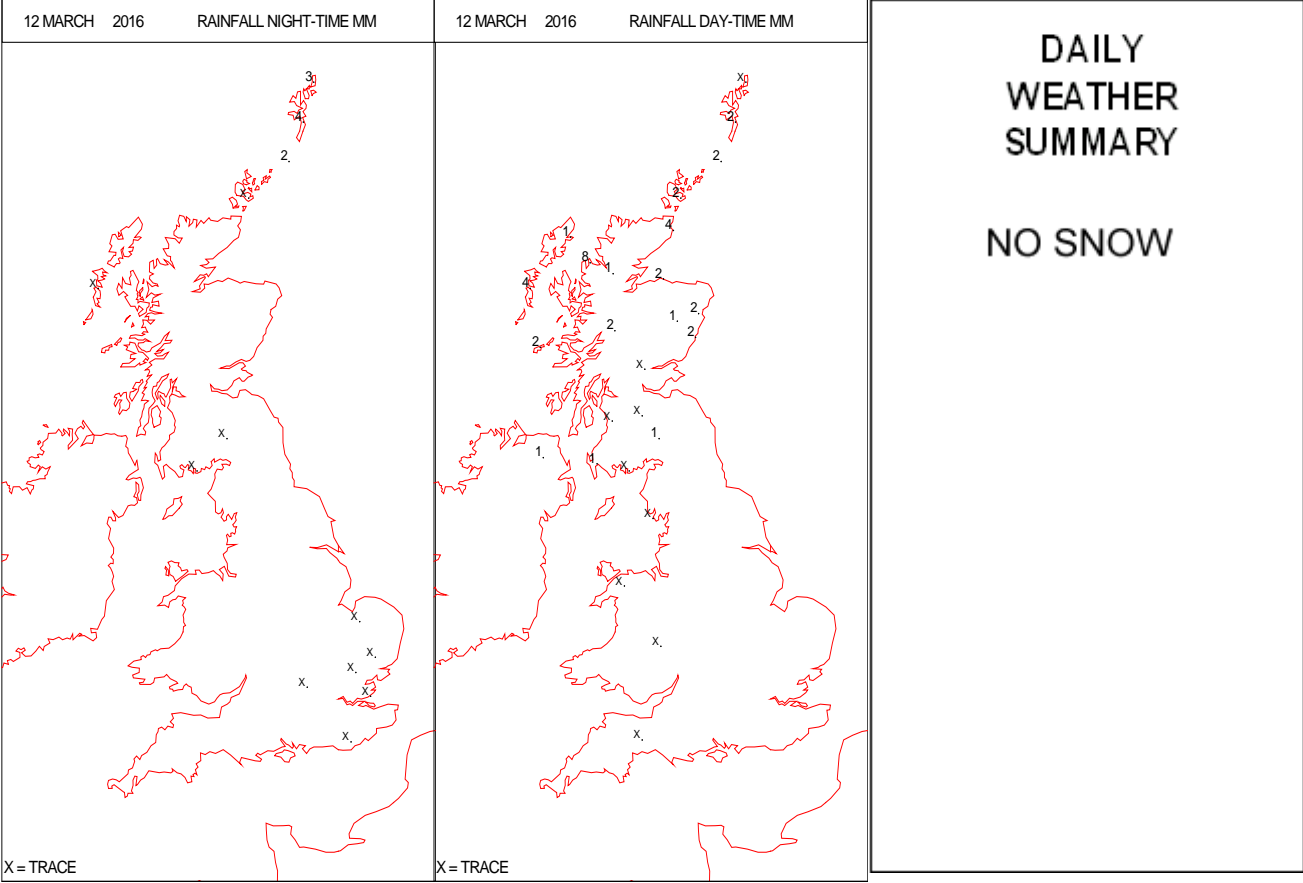 12 MARCH 2016 RAINFALL NIGHT-TIME MM
3
4.
2.
x.
1
x
x.
x.
x.
x.
x.
x.
x.
x.
X = TRACE
12 MARCH 2016 RAINFALL DAY-TIME MM
x
2.
2.
2.
4
1
8
1.
2
4
2.
1.
2
2.
2
x.
x.
x.
1.
1.
1
x.
x.
x.
x.
x.
X = TRACE
DAILY
WEATHER
SUMMARY
NO SNOW